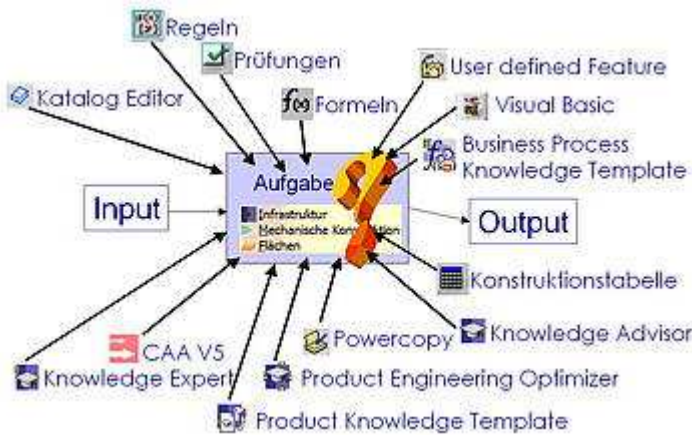 Regeln
Prüfungen
User defined Feature
Katalog Editor
f(x) Formeln
Visual Basic
Business Process
Knowledge Template
Aufgabe
Input
Infrastruktur
Mechanische Konstruktion
Flächen
Output
Konstruktionstabelle
Powercopy
Knowledge Advisor
CAA V5
Knowledge Expert
Product Engineering Optimizer
Product Knowledge Template